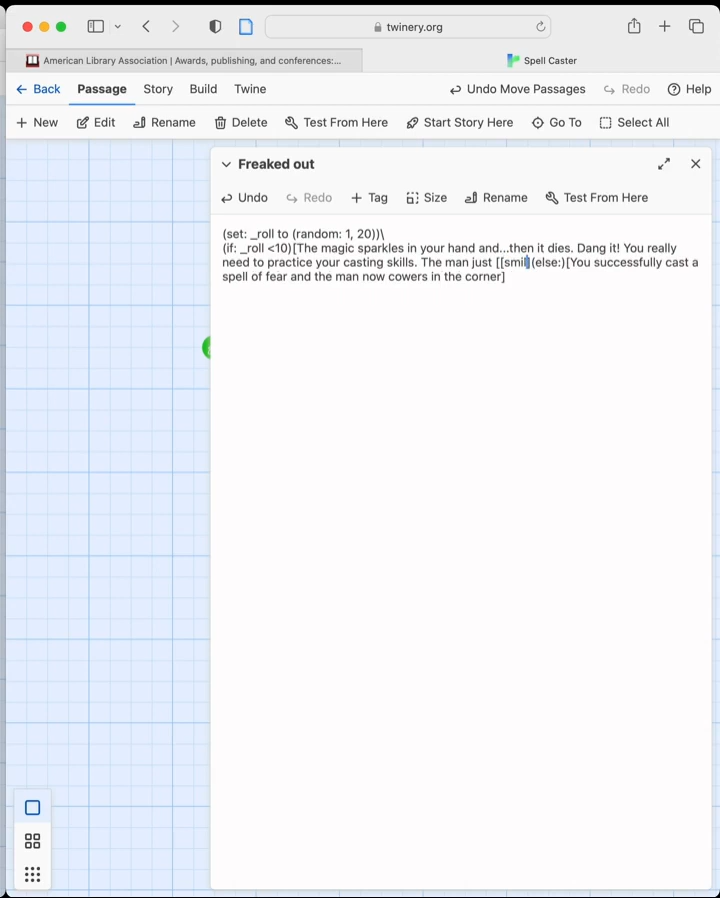 twinery.org
American Library Association | Awards, publishing, and conferences:...
Spell Caster
Back Passage Story Build Twine Undo Move Passages Redo Help
New Edit Rename Delete Test From Here Start Story Here Go To Select All
Freaked out
Undo Redo Tag Size Rename Test From Here
(set: _roll to (random: 1, 20))\
(if: _roll <10)[The magic sparkles in your hand and...then it dies. Dang it! You really
need to practice your casting skills. The man just [[smil](else:)[You successfully cast a
spell of fear and the man now cowers in the corner]